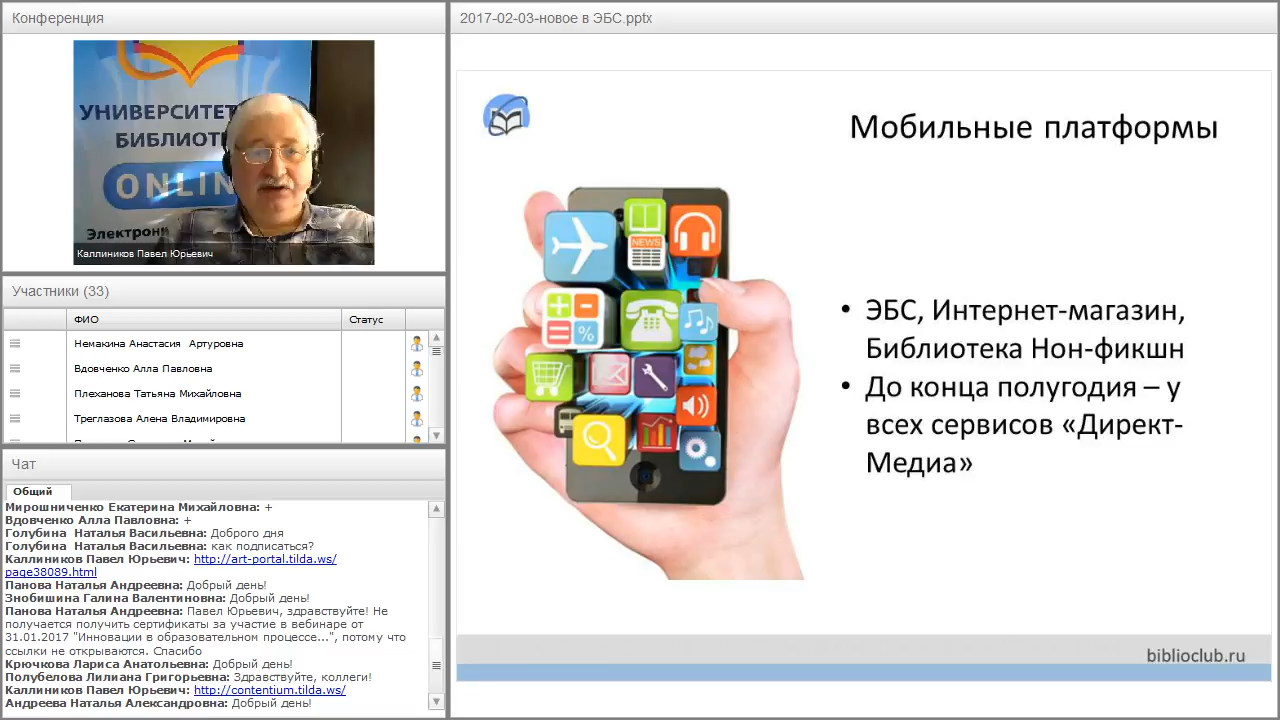 Конференция
УНИВЕРСИТЕТ
БИБЛИОТ
ONLIN
Электронн
Каллиников Павел Юрьевич
Участники (33)
ФИО
Статус
Немакина Анастасия Артуровна
Вдовченко Алла Павловна
Плеханова Татьяна Михайловна
Треглазова Алена Владимировна
Чат
Общий
Мирошниченко Екатерина Михайловна: +
Вдовченко Алла Павловна: +
Голубина Наталья Васильевна: Доброго дня
Голубина Наталья Васильевна: как подписаться?
Каллиников Павел Юрьевич: http://art-portal.tilda.ws/
page38089.html
Панова Наталья Андреевна: Добрый день!
Знобишина Галина Валентиновна: Добрый день!
Панова Наталья Андреевна: Павел Юрьевич, здравствуйте! Не
получается получить сертификаты за участие в вебинаре от
31.01.2017 "Инновации в образовательном процессе...", потому что
ссылки не открываются. Спасибо
Крючкова Лариса Анатольевна: Добрый день!
Полубелова Лилиана Григорьевна: Здравствуйте, коллеги!
Каллиников Павел Юрьевич: http://contentium.tilda.ws/
Андреева Наталья Александровна: Добрый день!
2017-02-03-новое в ЭБС.pptx
Мобильные платформы
NEWS
• ЭБС, Интернет-магазин,
Библиотека Нон-фикшн
• До конца полугодия – у
всех сервисов «Директ-
Медиа»
biblioclub.ru